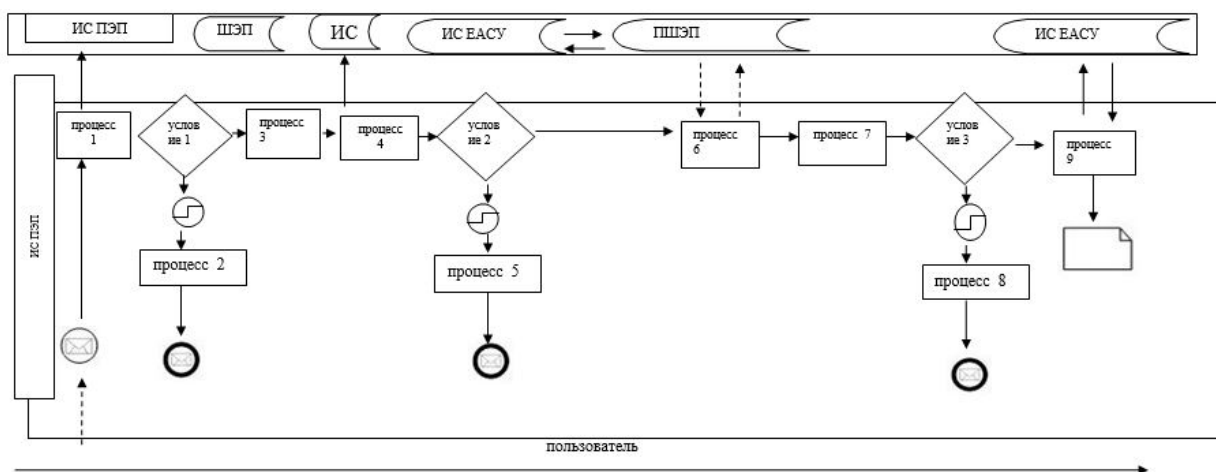 ИС ПЭП
ШЭП
ИС
ИС ЕАСУ
ПШЭП
ИС ЕАСУ
ИС ПЭП
процесс
1
услов
ие 1
процесс
3
процесс
4
услов
ие 2
процесс
6
процесс 7
услов
ие 3
процесс
9
процесс 2
процесс 5
процесс 8
пользователь